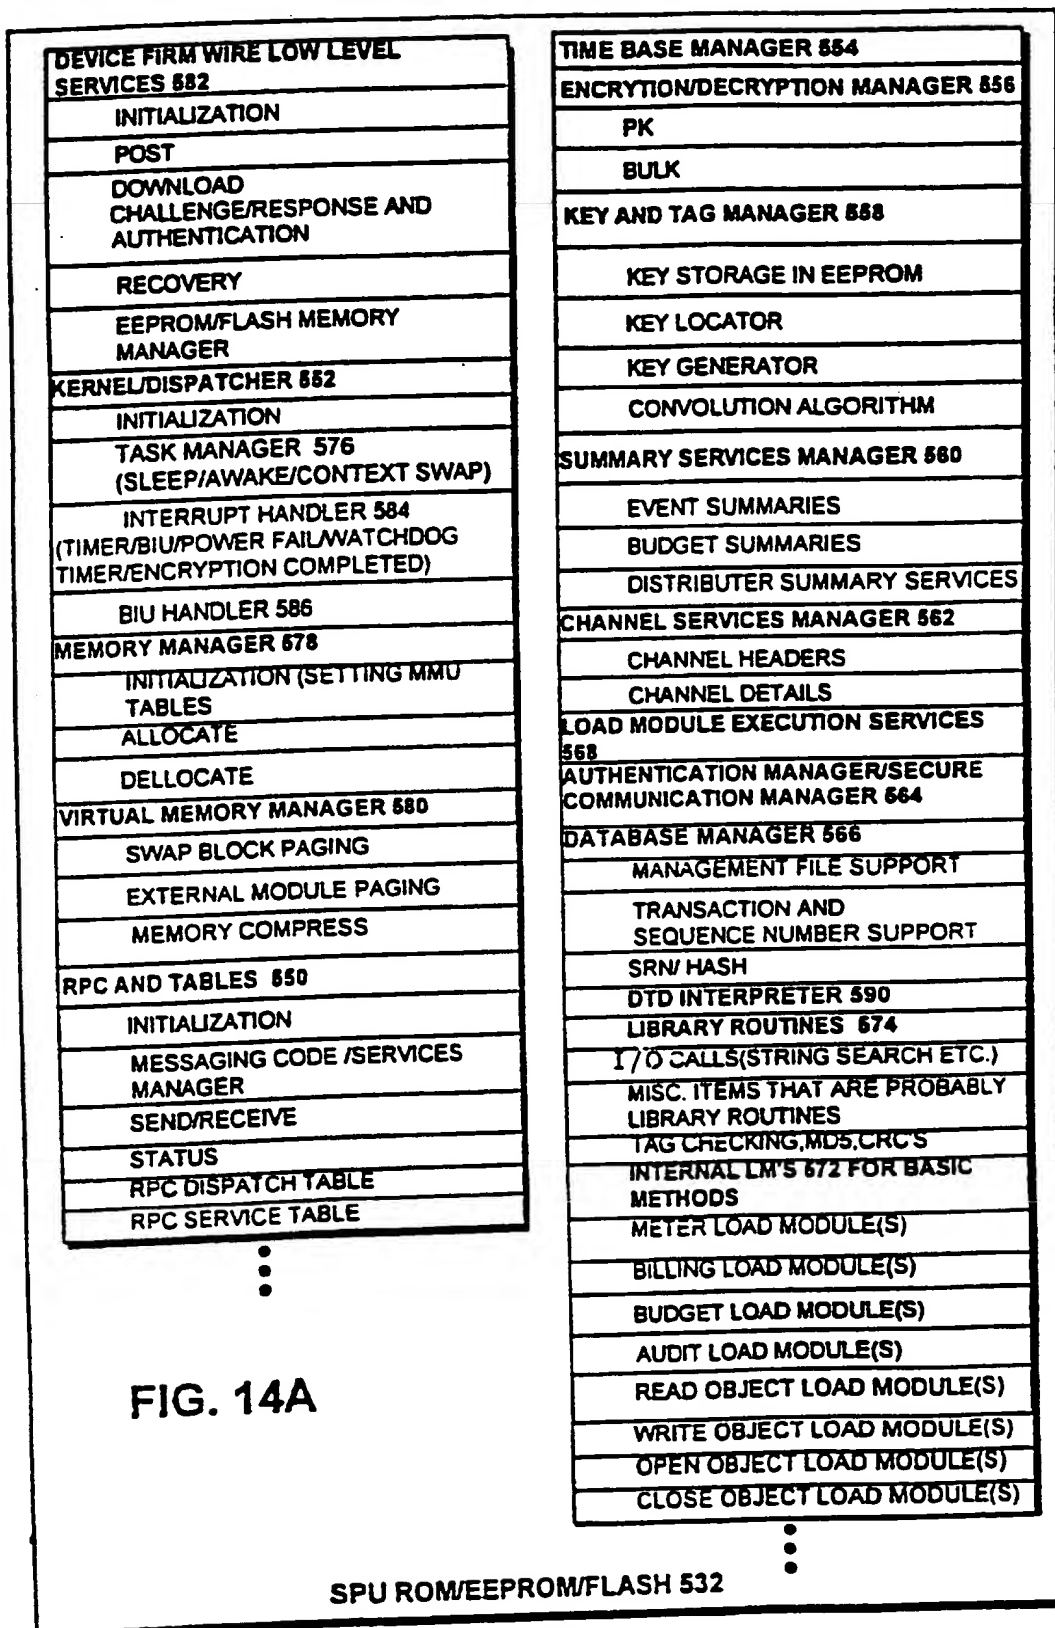 DEVICE FIRM WIRE LOW LEVEL
SERVICES 582
INITIALIZATION
POST
DOWNLOAD
CHALLENGE/RESPONSE AND
AUTHENTICATION
RECOVERY
EEPROM/FLASH MEMORY
MANAGER
KERNEL/DISPATCHER 552
INITIALIZATION
TASK MANAGER 576
(SLEEP/AWAKE/CONTEXT SWAP)
INTERRUPT HANDLER 584
(TIMER/BIU/POWER FAIL/WATCHDOG
TIMER/ENCRYPTION COMPLETED)
BIU HANDLER 586
MEMORY MANAGER 578
INITIALIZATION (SETTING MMU
TABLES
ALLOCATE
DELLOCATE
VIRTUAL MEMORY MANAGER 580
SWAP BLOCK PAGING
EXTERNAL MODULE PAGING
MEMORY COMPRESS
RPC AND TABLES 550
INITIALIZATION
MESSAGING CODE /SERVICES
MANAGER
SEND/RECEIVE
STATUS
RPC DISPATCH TABLE
RPC SERVICE TABLE
TIME BASE MANAGER 554
ENCRYTION/DECRYPTION MANAGER 556
PK
BULK
KEY AND TAG MANAGER 558
KEY STORAGE IN EEPROM
KEY LOCATOR
KEY GENERATOR
CONVOLUTION ALGORITHM
SUMMARY SERVICES MANAGER 560
EVENT SUMMARIES
BUDGET SUMMARIES
DISTRIBUTER SUMMARY SERVICES
CHANNEL SERVICES MANAGER 562
CHANNEL HEADERS
CHANNEL DETAILS
LOAD MODULE EXECUTION SERVICES
568
AUTHENTICATION MANAGER/SECURE
COMMUNICATION MANAGER 564
DATABASE MANAGER 566
MANAGEMENT FILE SUPPORT
TRANSACTION AND
SEQUENCE NUMBER SUPPORT
SRN/ HASH
DTD INTERPRETER 590
LIBRARY ROUTINES 574
I/O CALLS(STRING SEARCH ETC.)
MISC. ITEMS THAT ARE PROBABLY
LIBRARY ROUTINES
TAG CHECKING,MD5,CRC'S
INTERNAL LM'S 572 FOR BASIC
METHODS
METER LOAD MODULE(S)
BILLING LOAD MODULE(S)
BUDGET LOAD MODULE(S)
AUDIT LOAD MODULE(S)
READ OBJECT LOAD MODULE(S)
WRITE OBJECT LOAD MODULE(S)
OPEN OBJECT LOAD MODULE(S)
CLOSE OBJECT LOAD MODULE(S)
FIG. 14A
SPU ROM/EEPROM/FLASH 532